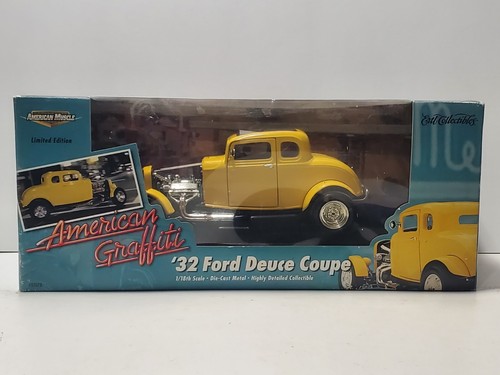 American Muscle
Limited Edition
Ertl Collectibles
American
Graffiti
'32 Ford Deuce Coupe
1/18th Scale • Die-Cast Metal • Highly Detailed Collectible